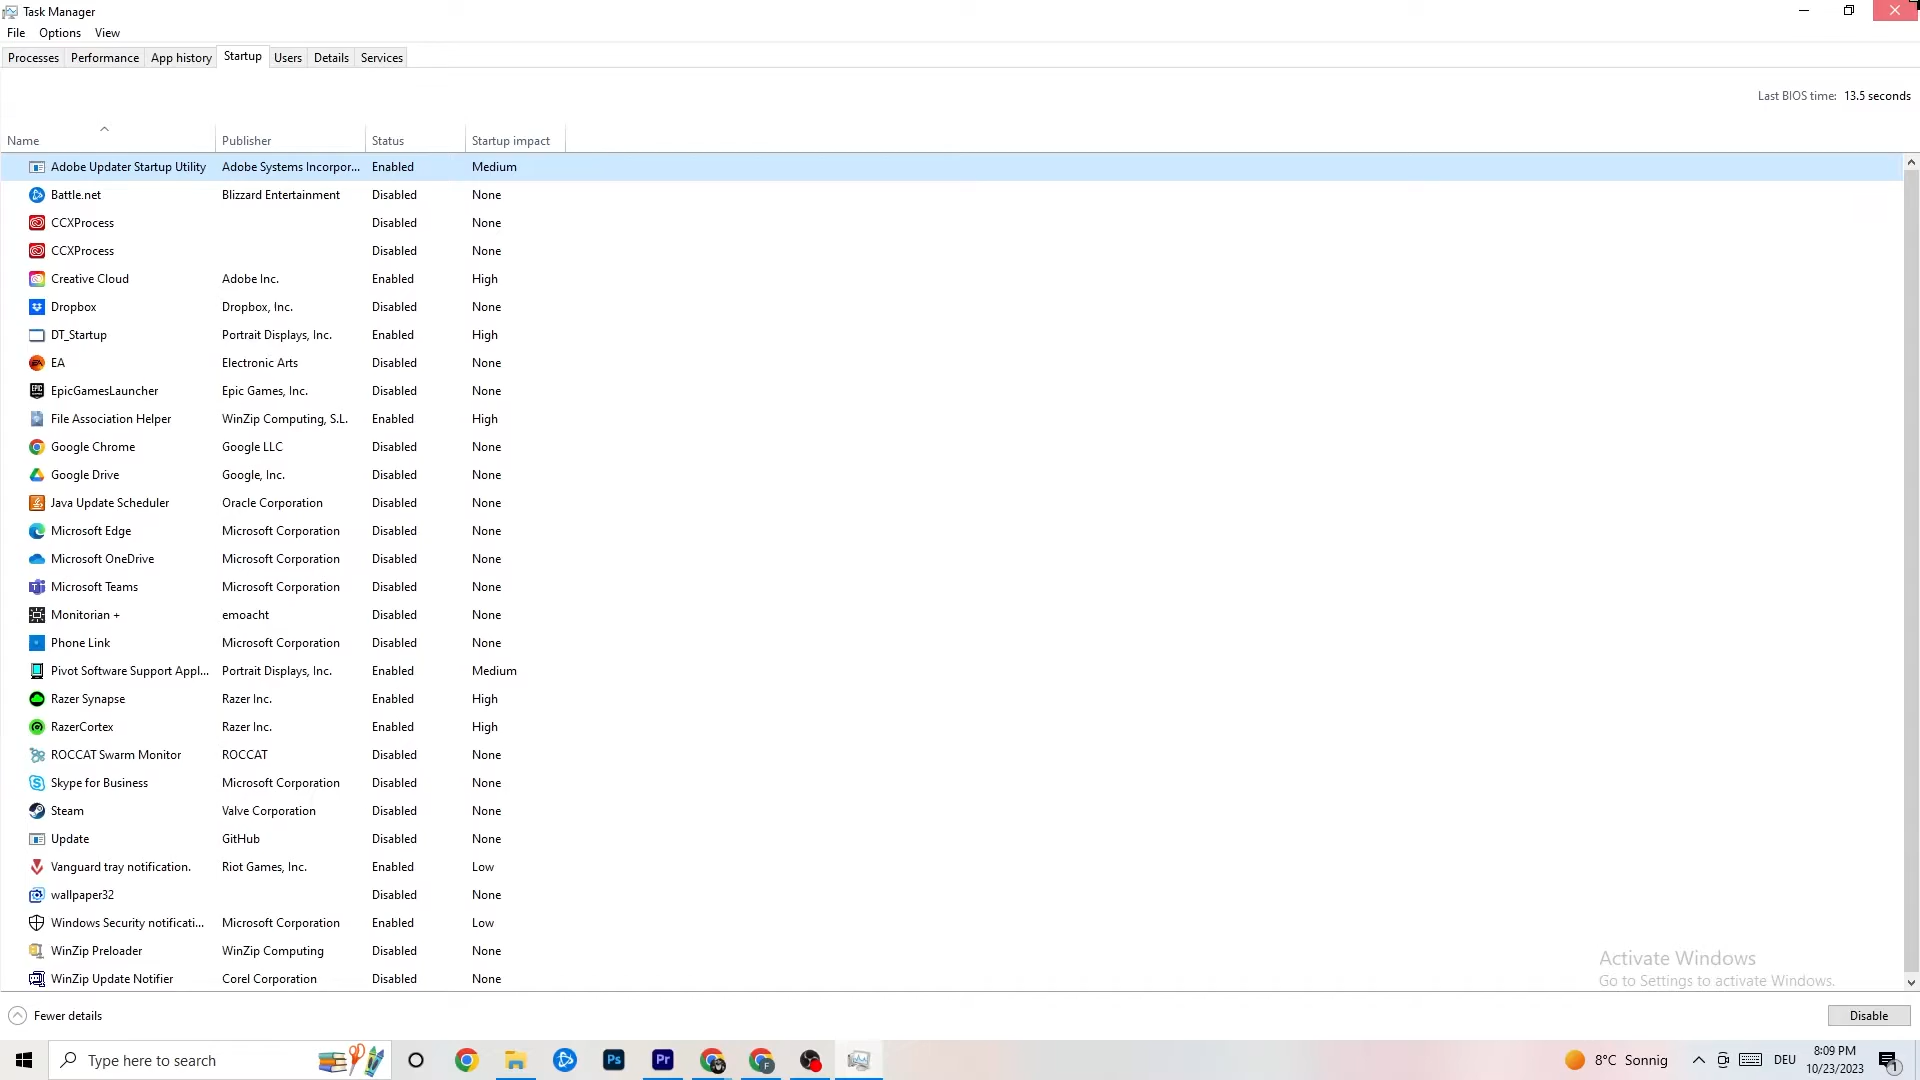 Task Manager
File Options View
Processes Performance App history Startup Users Details Services
Last BIOS time: 13.5 seconds
Name Publisher Status Startup impact
Adobe Updater Startup Utility Adobe Systems Incorpor... Enabled Medium
Battle.net Blizzard Entertainment Disabled None
CCXProcess Disabled None
CCXProcess Disabled None
Creative Cloud Adobe Inc. Enabled High
Dropbox Dropbox, Inc. Disabled None
DT_Startup Portrait Displays, Inc. Enabled High
EA Electronic Arts Disabled None
EpicGamesLauncher Epic Games, Inc. Disabled None
File Association Helper WinZip Computing, S.L. Enabled High
Google Chrome Google LLC Disabled None
Google Drive Google, Inc. Disabled None
Java Update Scheduler Oracle Corporation Disabled None
Microsoft Edge Microsoft Corporation Disabled None
Microsoft OneDrive Microsoft Corporation Disabled None
Microsoft Teams Microsoft Corporation Disabled None
Monitorian + emoacht Disabled None
Phone Link Microsoft Corporation Disabled None
Pivot Software Support Appl... Portrait Displays, Inc. Enabled Medium
Razer Synapse Razer Inc. Enabled High
RazerCortex Razer Inc. Enabled High
ROCCAT Swarm Monitor ROCCAT Disabled None
Skype for Business Microsoft Corporation Disabled None
Steam Valve Corporation Disabled None
Update GitHub Disabled None
Vanguard tray notification. Riot Games, Inc. Enabled Low
wallpaper32 Disabled None
Windows Security notificati... Microsoft Corporation Enabled Low
WinZip Preloader WinZip Computing Disabled None
WinZip Update Notifier Corel Corporation Disabled None
Activate Windows
Go to Settings to activate Windows.
Fewer details Disable
Type here to search Ps Pr F 8°C Sonnig DEU 8:09 PM
10/23/2023 1